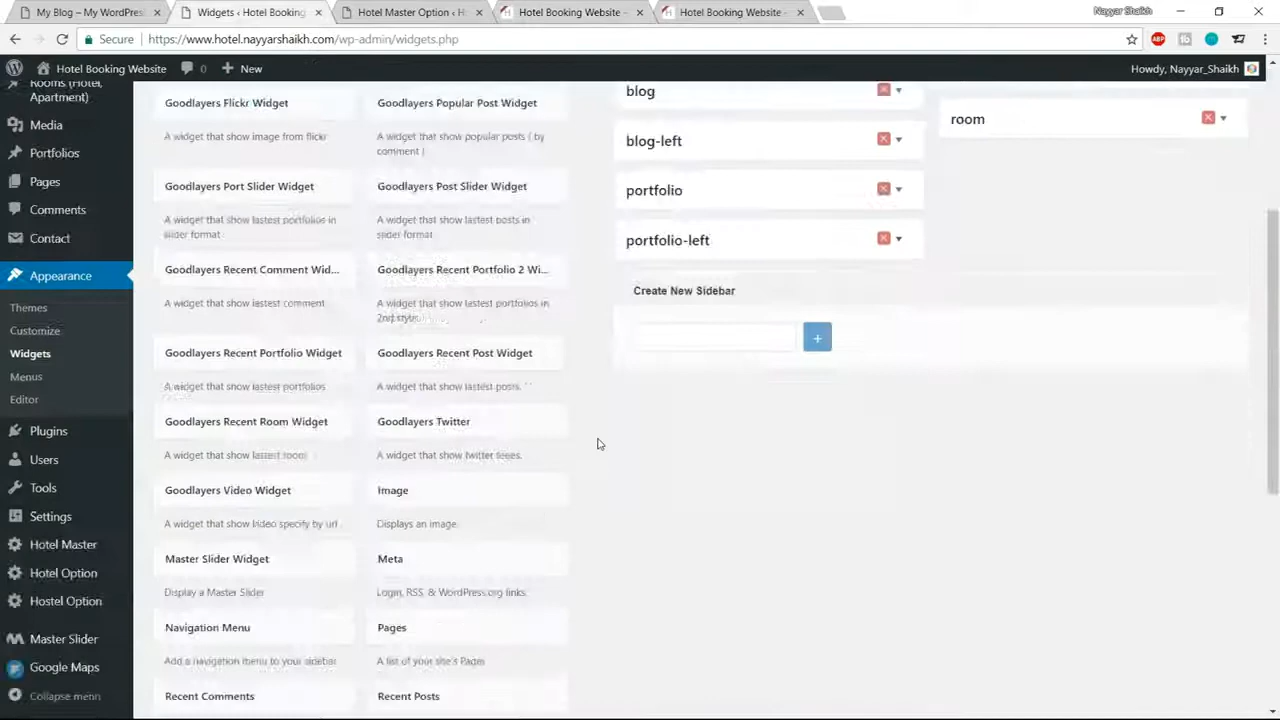 My Blog – My WordPress
Widgets ‹ Hotel Booking
Hotel Master Option ‹ H
Hotel Booking Website –
Hotel Booking Website –
Nayyar Shaikh
Secure
https://www.hotel.nayyarshaikh.com/wp-admin/widgets.php
Hotel Booking Website
0
New
Howdy, Nayyar_Shaikh
Rooms (Hotel,
Apartment)
Media
Portfolios
Pages
Comments
Contact
Appearance
Themes
Customize
Widgets
Menus
Editor
Plugins
Users
Tools
Settings
Hotel Master
Hotel Option
Hostel Option
Master Slider
Google Maps
Collapse menu
Goodlayers Flickr Widget
A widget that show image from flickr
Goodlayers Popular Post Widget
A widget that show popular posts ( by
comment )
Goodlayers Port Slider Widget
A widget that show lastest portfolios in
slider format
Goodlayers Post Slider Widget
A widget that show lastest posts in
slider format
Goodlayers Recent Comment Wid...
A widget that show lastest comment
Goodlayers Recent Portfolio 2 Wi...
A widget that show lastest portfolios in
2nd style
Goodlayers Recent Portfolio Widget
A widget that show lastest portfolios
Goodlayers Recent Post Widget
A widget that show lastest posts.
Goodlayers Recent Room Widget
A widget that show lastest room
Goodlayers Twitter
A widget that show twitter feeds.
Goodlayers Video Widget
A widget that show Video specify by url
Image
Displays an image.
Master Slider Widget
Display a Master Slider
Meta
Login, RSS, & WordPress.org links.
Navigation Menu
Add a navigation menu to your sidebar.
Pages
A list of your site's Pages
Recent Comments
Recent Posts
blog
blog-left
portfolio
portfolio-left
Create New Sidebar
+
room